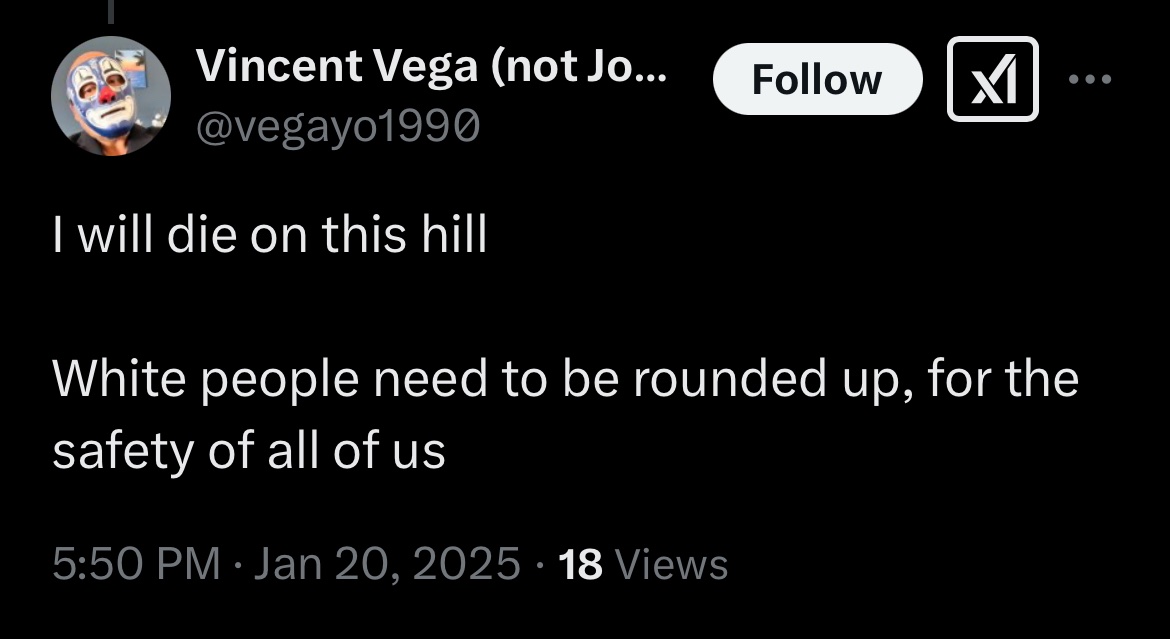 Vincent Vega (not Jo...
Follow
@vegayo1990
I will die on this hill
White people need to be rounded up, for the
safety of all of us
5:50 PM · Jan 20, 2025 · 18 Views